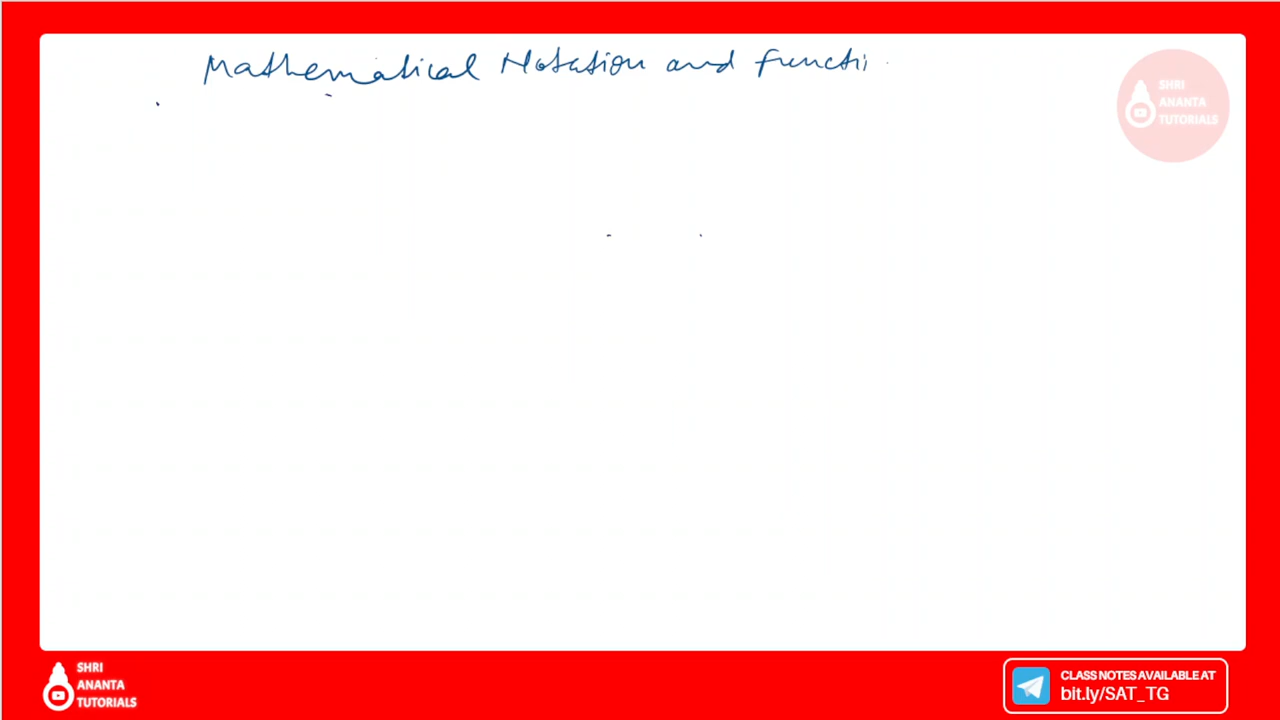 Mathematical Notation and functi
SHRI
ANANTA
TUTORIALS
SHRI
ANANTA
TUTORIALS
CLASS NOTES AVAILABLE AT
bit.ly/SAT_TG